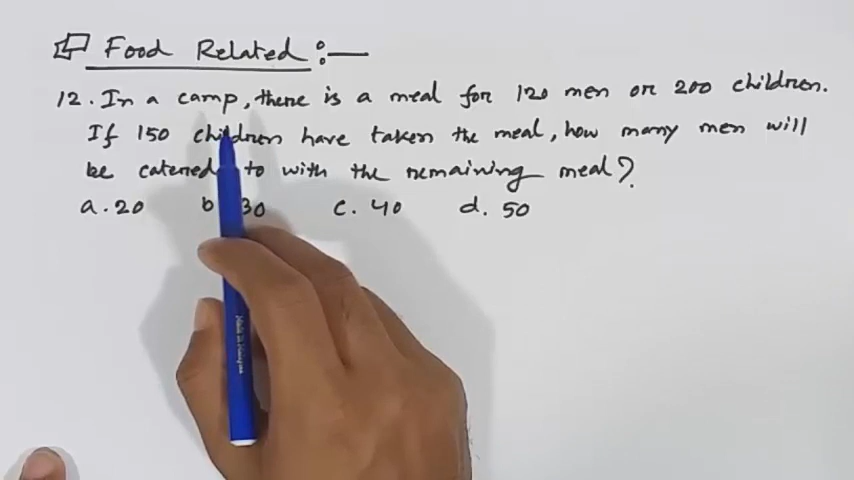 Food Related :—
12. In a camp, there is a meal for 120 men or 200 children.
If 150 children have taken the meal, how many men will
be catered to with the remaining meal?
a. 20 b 30 c. 40 d. 50